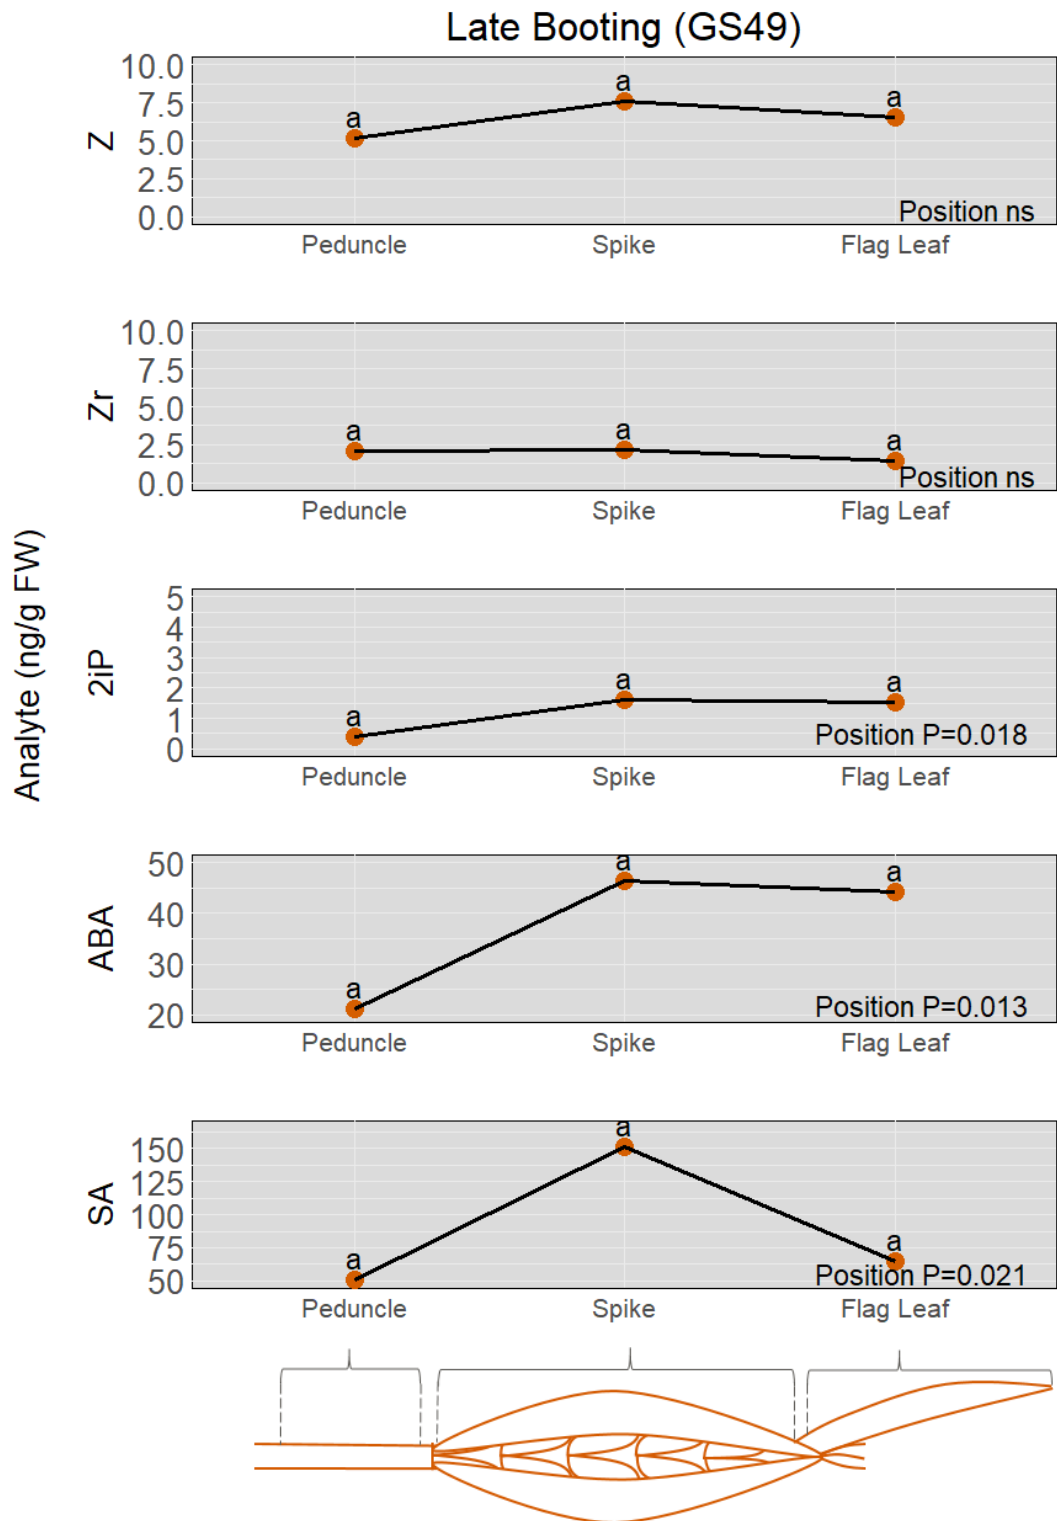 Late Booting (GS49)
Analyte (ng/g FW)
Z
10.0
7.5
5.0
2.5
0.0
a
a
a
Position ns
Peduncle Spike Flag Leaf
Zr
10.0
7.5
5.0
2.5
0.0
a
a
a
Position ns
Peduncle Spike Flag Leaf
2iP
5
4
3
2
1
0
a
a
a
Position P=0.018
Peduncle Spike Flag Leaf
ABA
50
40
30
20
a
a
a
Position P=0.013
Peduncle Spike Flag Leaf
SA
150
125
100
75
50
a
a
a
Position P=0.021
Peduncle Spike Flag Leaf